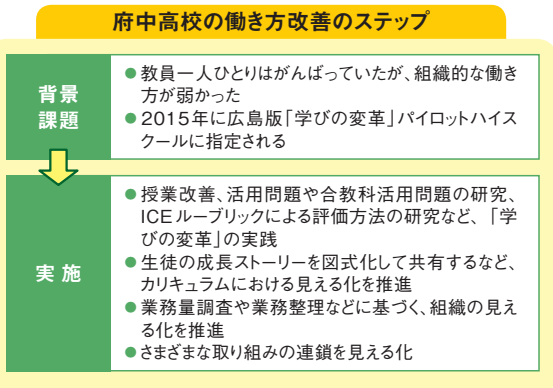 府中高校の働き方改善のステップ
背景
課題
●教員一人ひとりはがんばっていたが、組織的な働き
方が弱かった
●2015年に広島版「学びの変革」パイロットハイス
クールに指定される
実施
●授業改善、活用問題や合教科活用問題の研究、
ICEルーブリックによる評価方法の研究など、「学
びの変革」の実践
●生徒の成長ストーリーを図式化して共有するなど、
カリキュラムにおける見える化を推進
●業務量調査や業務整理などに基づく、組織の見え
る化を推進
●さまざまな取り組みの連鎖を見える化